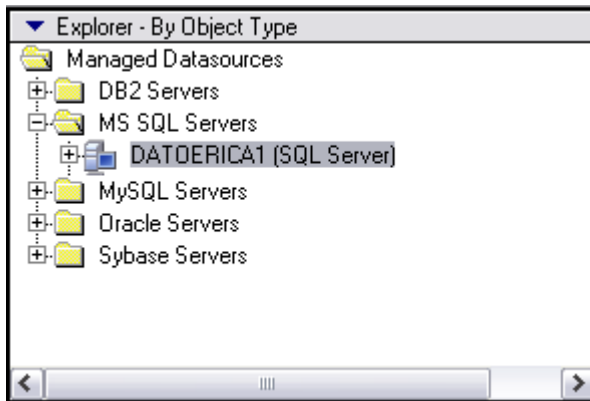 Explorer - By Object Type
Managed Datasources
DB2 Servers
MS SQL Servers
DATOERICA1 (SQL Server)
MySQL Servers
Oracle Servers
Sybase Servers